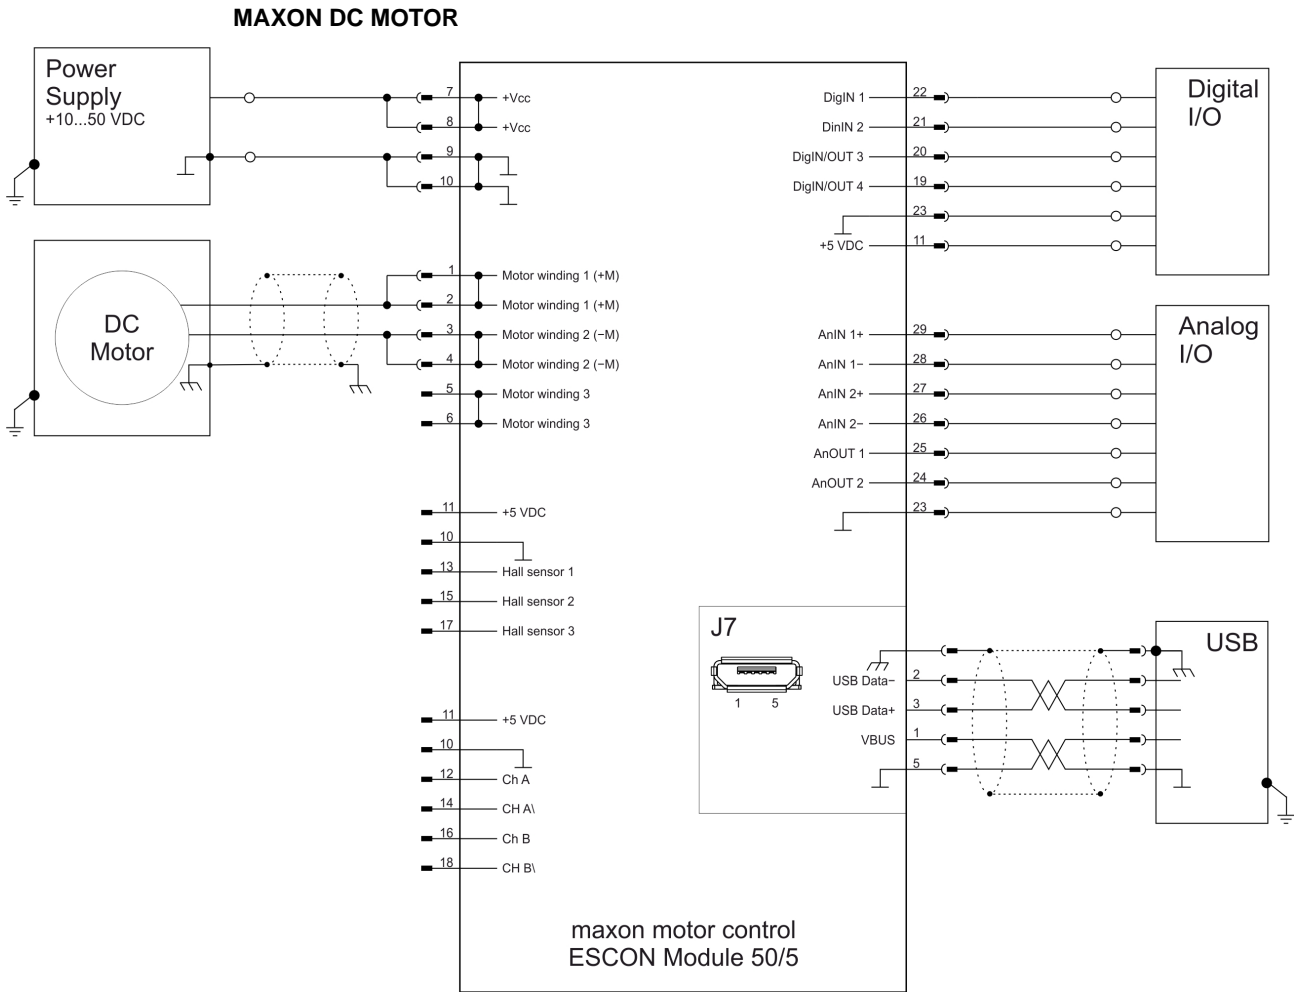 MAXON DC MOTOR
Power
Supply
+10...50 VDC
7 +Vcc
8 +Vcc
9
10
DC
Motor
1 Motor winding 1 (+M)
2 Motor winding 1 (+M)
3 Motor winding 2 (−M)
4 Motor winding 2 (−M)
5 Motor winding 3
6 Motor winding 3
11 +5 VDC
10
13 Hall sensor 1
15 Hall sensor 2
17 Hall sensor 3
11 +5 VDC
10
12 Ch A
14 CH A\
16 Ch B
18 CH B\
DigIN 1 22
DinIN 2 21
DigIN/OUT 3 20
DigIN/OUT 4 19
23
+5 VDC 11
Digital
I/O
AnIN 1+ 29
AnIN 1− 28
AnIN 2+ 27
AnIN 2− 26
AnOUT 1 25
AnOUT 2 24
23
Analog
I/O
J7
1 5
USB Data− 2
USB Data+ 3
VBUS 1
5
USB
maxon motor control
ESCON Module 50/5